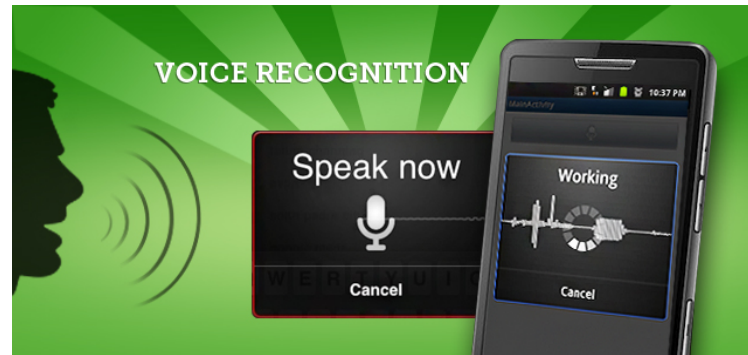 VOICE RECOGNITION
10:37 PM
MainActivity
Speak now
Working
W E R T Y U I
Cancel
Cancel